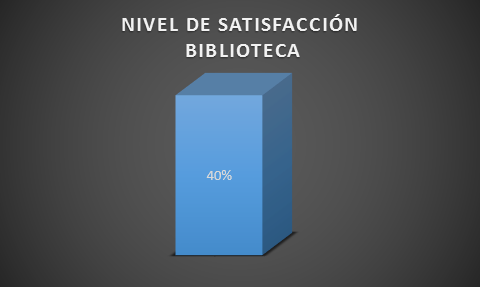 NIVEL DE SATISFACCIÓN
BIBLIOTECA
40%